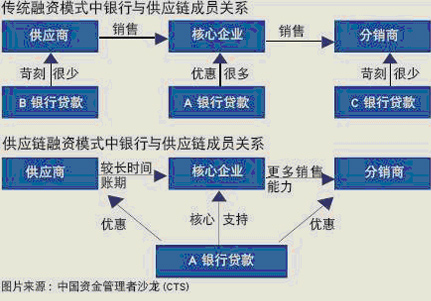 传统融资模式中银行与供应链成员关系
供应商
销售
核心企业
销售
分销商
苛刻 很少
优惠 很多
苛刻 很少
B 银行贷款
A 银行贷款
C 银行贷款
供应链融资模式中银行与供应链成员关系
供应商
较长时间
账期
核心企业
更多销售
能力
分销商
优惠
核心 支持
优惠
A 银行贷款
图片来源：中国资金管理者沙龙(CTS)